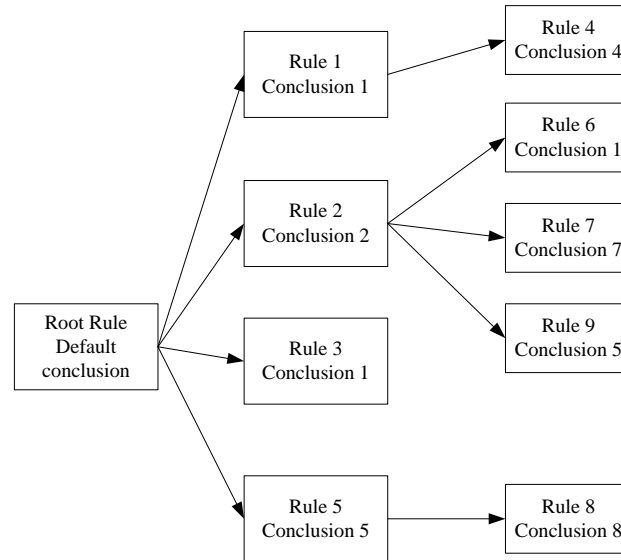 Root Rule
Default
conclusion
Rule 1
Conclusion 1
Rule 2
Conclusion 2
Rule 3
Conclusion 1
Rule 5
Conclusion 5
Rule 4
Conclusion 4
Rule 6
Conclusion 1
Rule 7
Conclusion 7
Rule 9
Conclusion 5
Rule 8
Conclusion 8